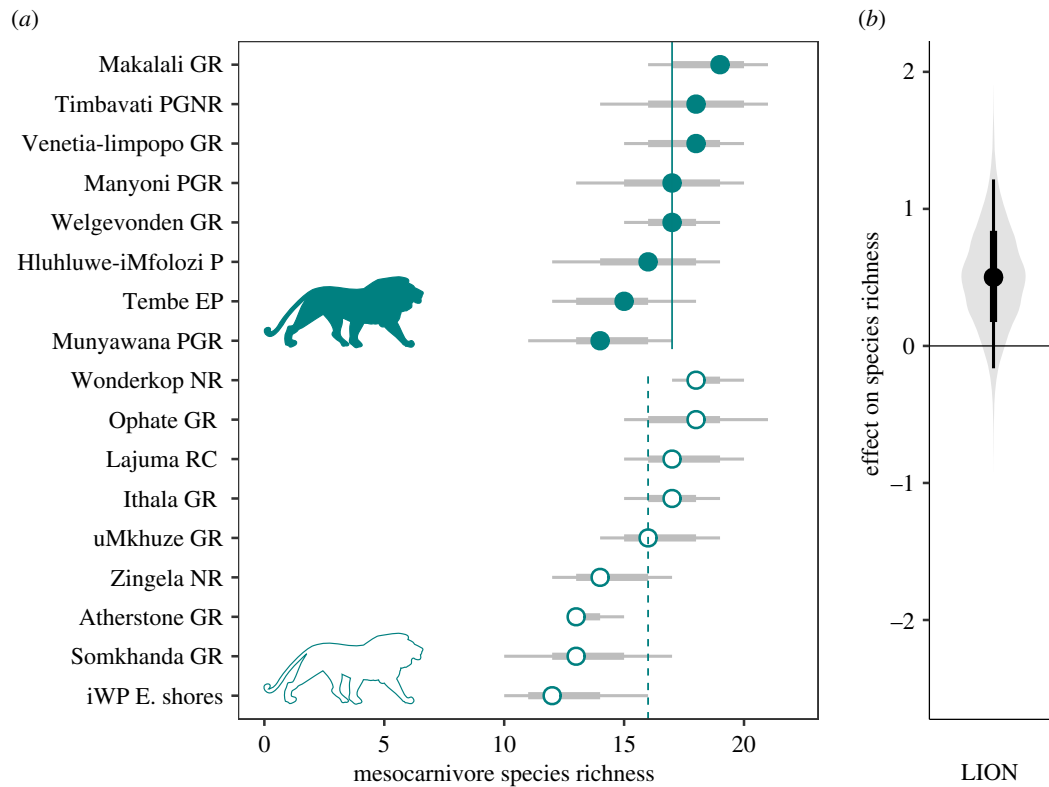 (a)
Makalali GR
Timbavati PGNR
Venetia-limpopo GR
Manyoni PGR
Welgevonden GR
Hluhluwe-iMfolozi P
Tembe EP
Munyawana PGR
Wonderkop NR
Ophate GR
Lajuma RC
Ithala GR
uMkhuze GR
Zingela NR
Atherstone GR
Somkhanda GR
iWP E. shores
0 5 10 15 20
mesocarnivore species richness
(b)
effect on species richness
2
1
0
–1
–2
LION